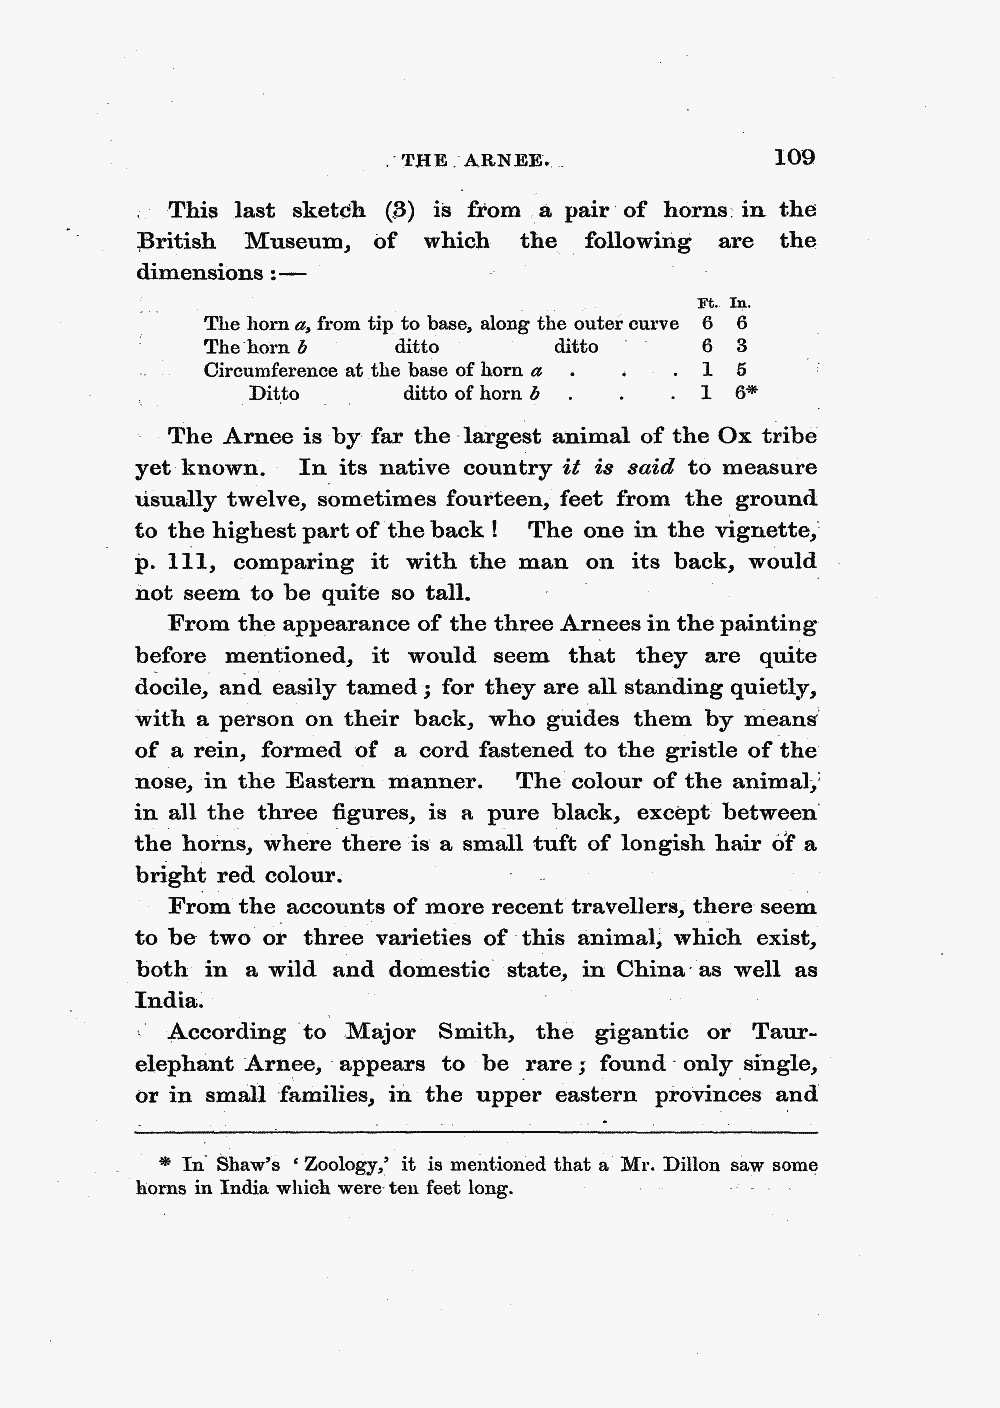 THE ARNEE. 109
This last sketch (3) is from a pair of horns in the
British Museum, of which the following are the
dimensions :—
Ft. In.
The horn a, from tip to base, along the outer curve 6 6
The horn b ditto ditto 6 3
Circumference at the base of horn a . . . 1 5
Ditto ditto of horn b . . . 1 6*
The Arnee is by far the largest animal of the Ox tribe
yet known. In its native country it is said to measure
usually twelve, sometimes fourteen, feet from the ground
to the highest part of the back ! The one in the vignette,
p. 111, comparing it with the man on its back, would
not seem to be quite so tall.
From the appearance of the three Arnees in the painting
before mentioned, it would seem that they are quite
docile, and easily tamed ; for they are all standing quietly,
with a person on their back, who guides them by means
of a rein, formed of a cord fastened to the gristle of the
nose, in the Eastern manner. The colour of the animal,
in all the three figures, is a pure black, except between
the horns, where there is a small tuft of longish hair of a
bright red colour.
From the accounts of more recent travellers, there seem
to be two or three varieties of this animal, which exist,
both in a wild and domestic state, in China as well as
India.
According to Major Smith, the gigantic or Taur-
elephant Arnee, appears to be rare ; found only single,
or in small families, in the upper eastern provinces and
* In Shaw's ‘ Zoology,’ it is mentioned that a Mr. Dillon saw some
horns in India which were ten feet long.